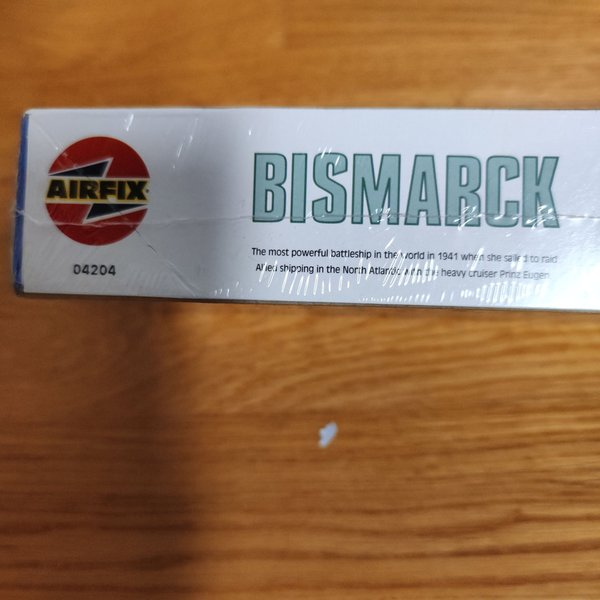 AIRFIX
04204
BISMARCK
The most powerful battleship in the world in 1941 when she sailed to raid
Allied shipping in the North Atlantic with the heavy cruiser Prinz Eugen